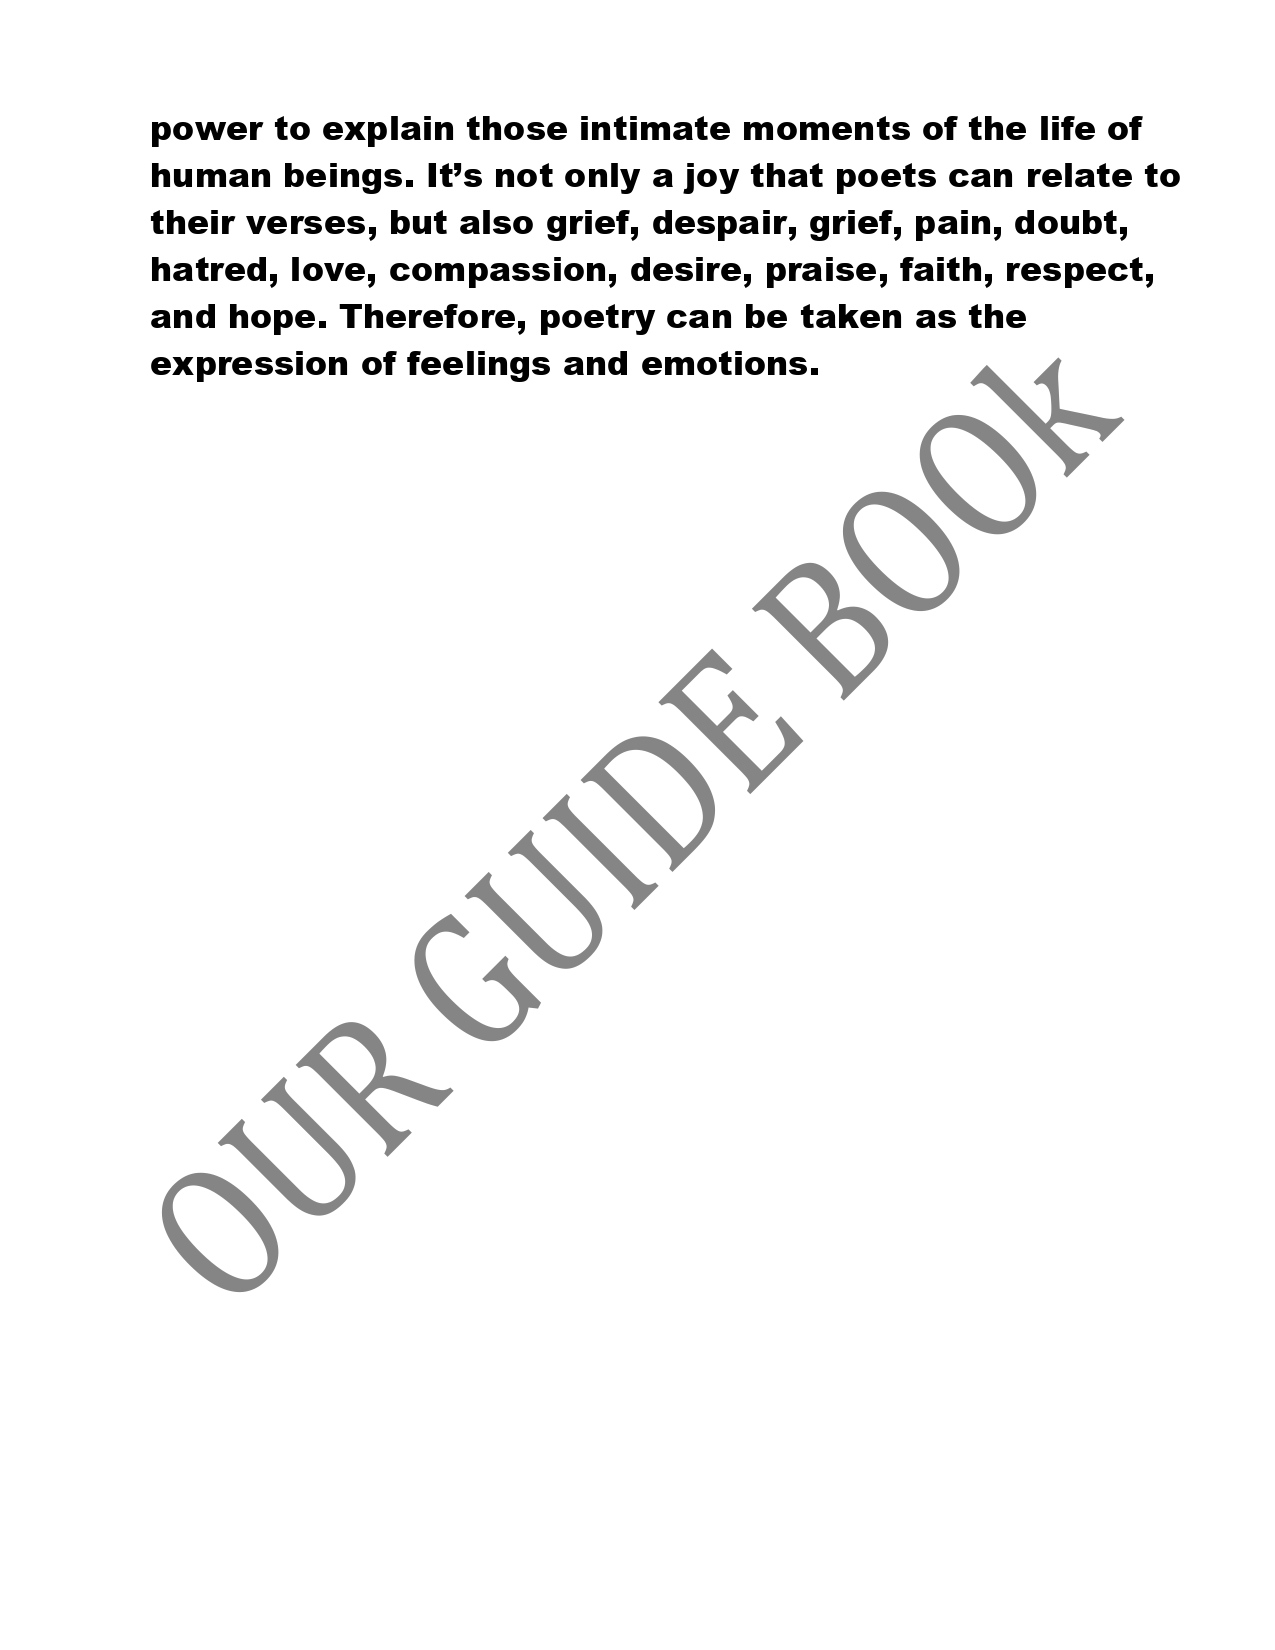 power to explain those intimate moments of the life of
human beings. It’s not only a joy that poets can relate to
their verses, but also grief, despair, grief, pain, doubt,
hatred, love, compassion, desire, praise, faith, respect,
and hope. Therefore, poetry can be taken as the
expression of feelings and emotions.
OUR GUIDE BOOk